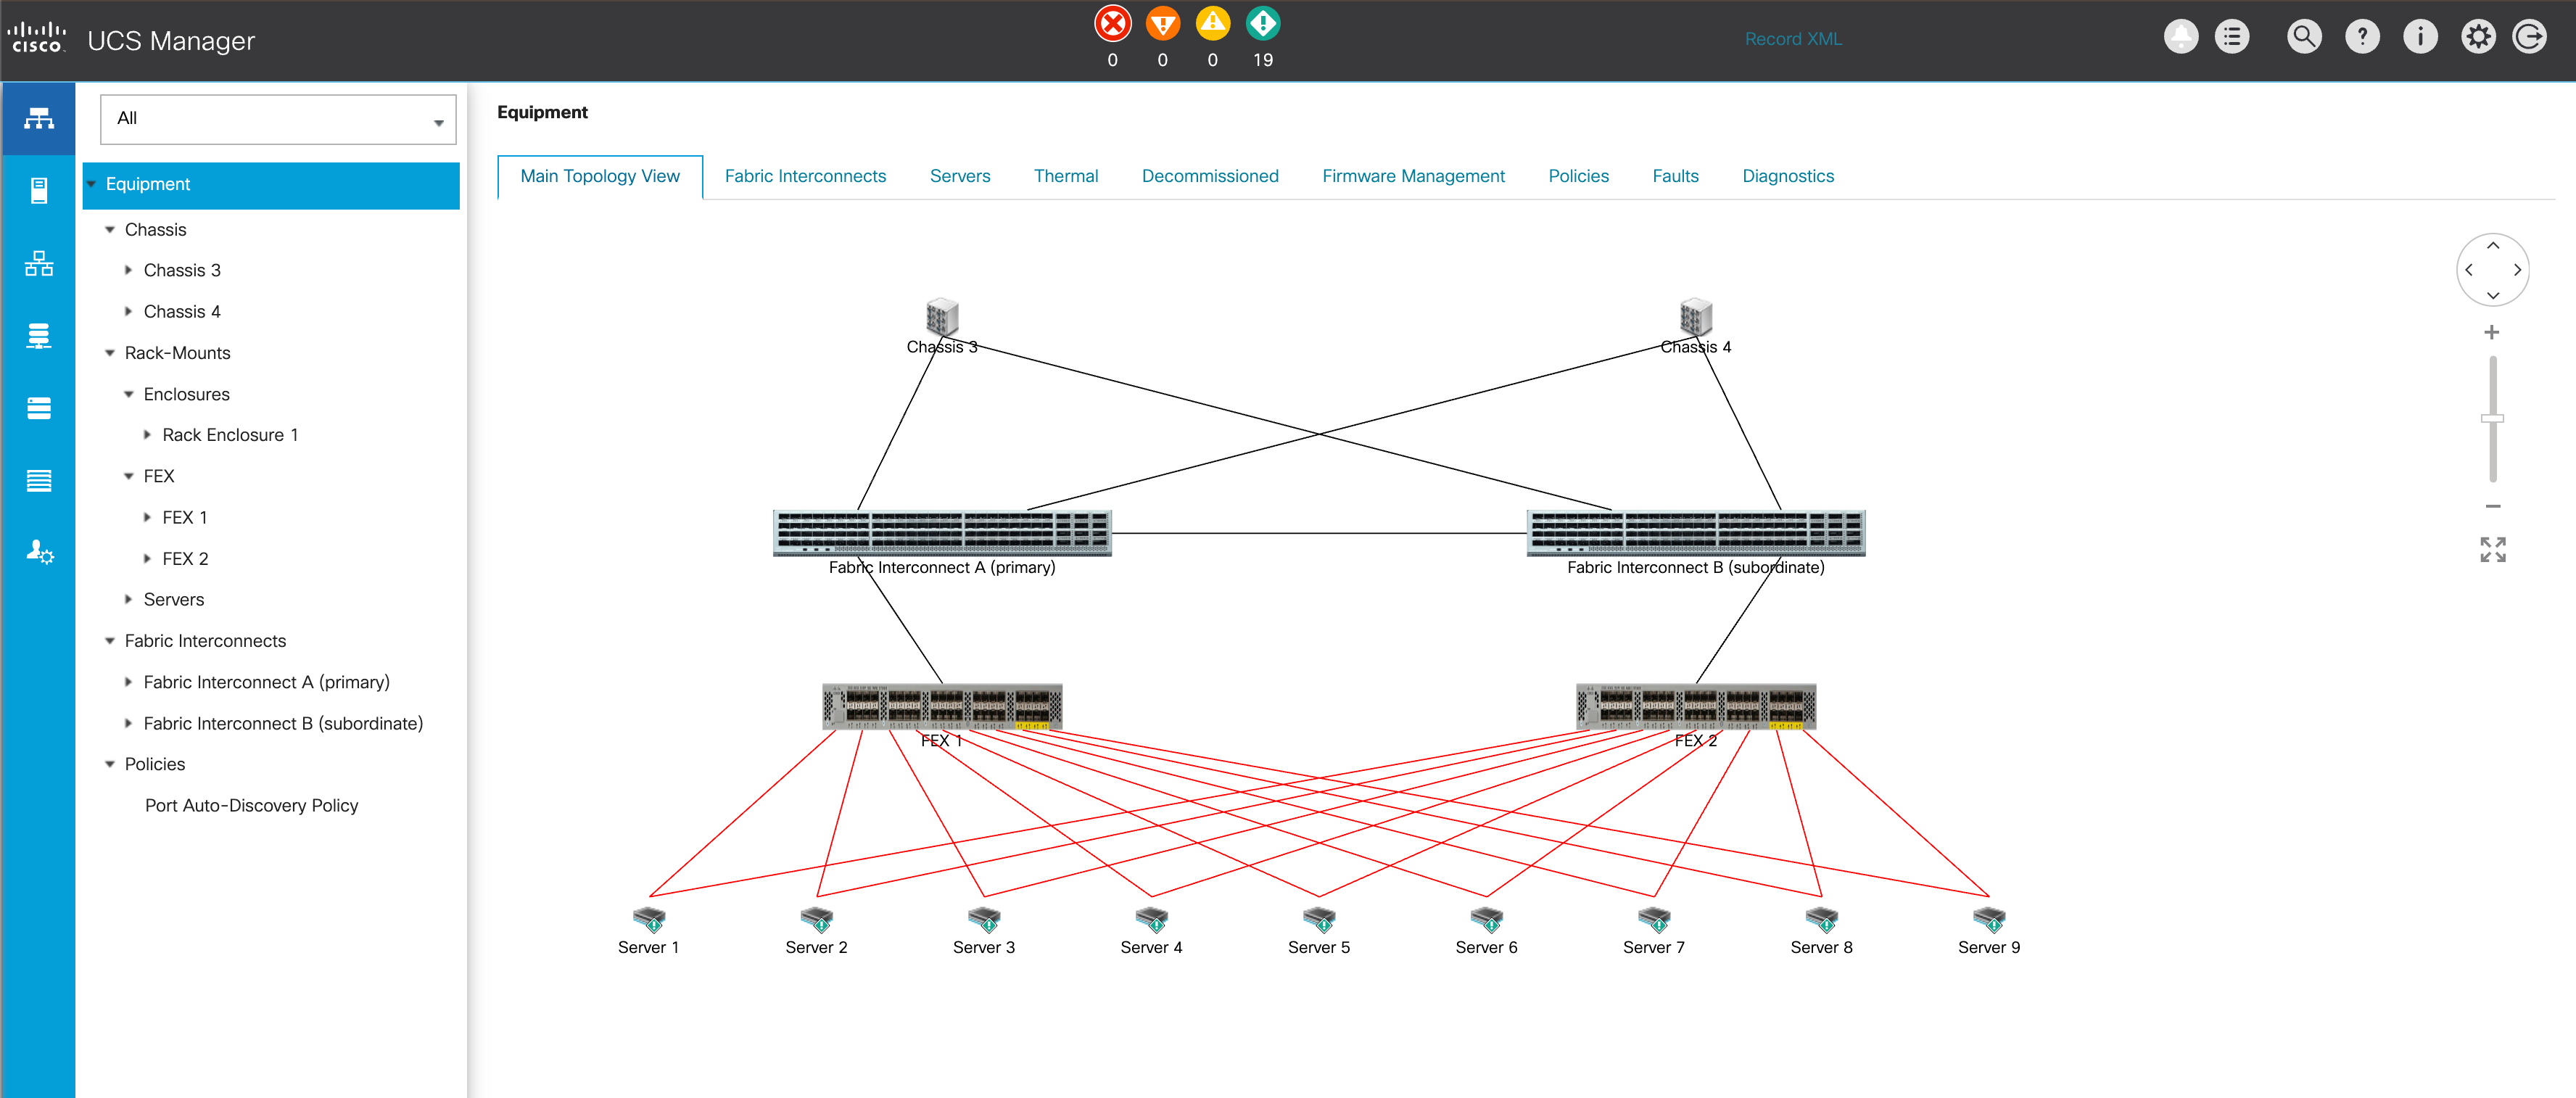 CISCO
UCS Manager
0
0
0
19
Record XML
All
Equipment
Chassis
Chassis 3
Chassis 4
Rack-Mounts
Enclosures
Rack Enclosure 1
FEX
FEX 1
FEX 2
Servers
Fabric Interconnects
Fabric Interconnect A (primary)
Fabric Interconnect B (subordinate)
Policies
Port Auto-Discovery Policy
Equipment
Main Topology View
Fabric Interconnects
Servers
Thermal
Decommissioned
Firmware Management
Policies
Faults
Diagnostics
Chassis 3
Chassis 4
Fabric Interconnect A (primary)
Fabric Interconnect B (subordinate)
FEX 1
FEX 2
Server 1
Server 2
Server 3
Server 4
Server 5
Server 6
Server 7
Server 8
Server 9